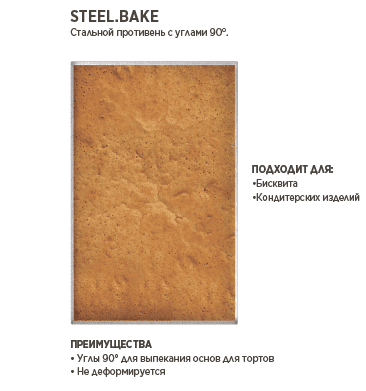 STEEL.BAKE
Стальной противень с углами 90°.
ПОДХОДИТ ДЛЯ:
•Бисквита
•Кондитерских изделий
ПРЕИМУЩЕСТВА
• Углы 90° для выпекания основ для тортов
• Не деформируется